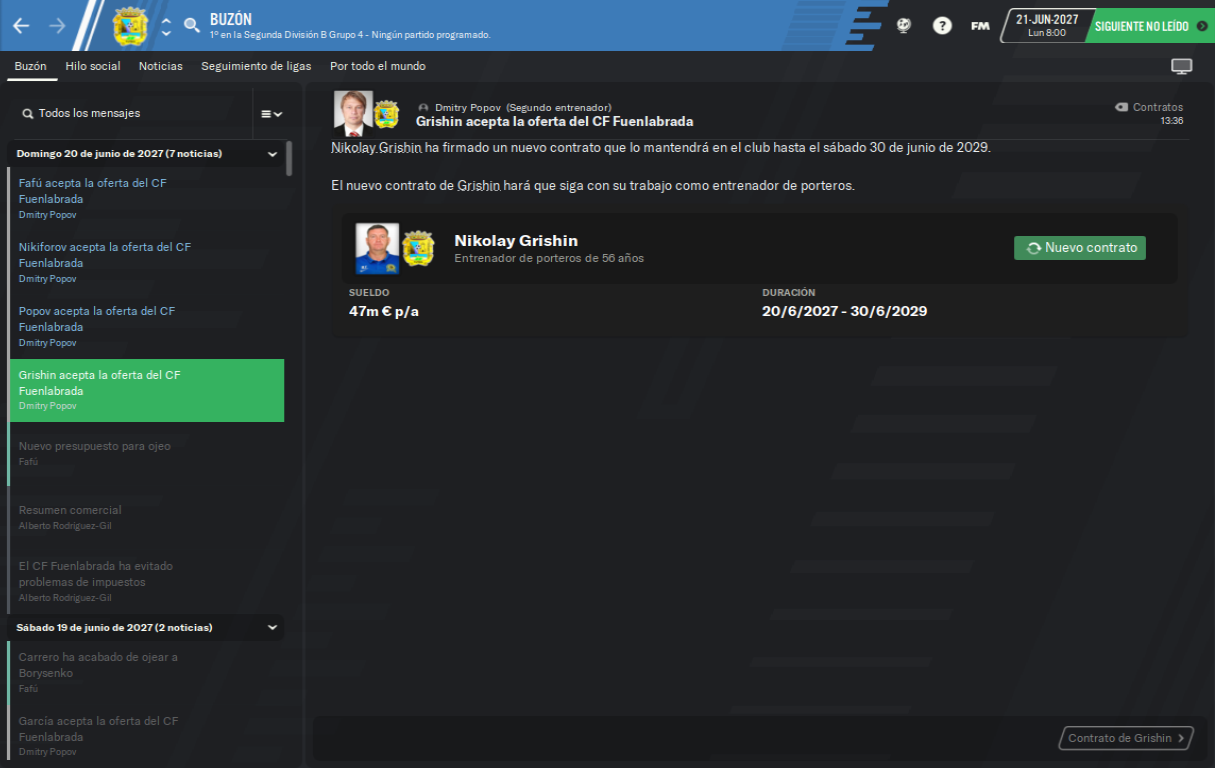 BUZÓN
1º en la Segunda División B Grupo 4 - Ningún partido programado.
?
FM
21-JUN-2027
Lun 8:00
SIGUIENTE NO LEÍDO
Buzón
Hilo social
Noticias
Seguimiento de ligas
Por todo el mundo
Todos los mensajes
Domingo 20 de junio de 2027 (7 noticias)
Fafú acepta la oferta del CF
Fuenlabrada
Dmitry Popov
Nikiforov acepta la oferta del CF
Fuenlabrada
Dmitry Popov
Popov acepta la oferta del CF
Fuenlabrada
Dmitry Popov
Grishin acepta la oferta del CF
Fuenlabrada
Dmitry Popov
Nuevo presupuesto para ojeo
Fafú
Resumen comercial
Alberto Rodríguez-Gil
El CF Fuenlabrada ha evitado
problemas de impuestos
Alberto Rodríguez-Gil
Sábado 19 de junio de 2027 (2 noticias)
Carrero ha acabado de ojear a
Borysenko
Fafú
García acepta la oferta del CF
Fuenlabrada
Dmitry Popov
Dmitry Popov (Segundo entrenador)
Grishin acepta la oferta del CF Fuenlabrada
Contratos
13:36
Nikolay Grishin ha firmado un nuevo contrato que lo mantendrá en el club hasta el sábado 30 de junio de 2029.
El nuevo contrato de Grishin hará que siga con su trabajo como entrenador de porteros.
Nikolay Grishin
Entrenador de porteros de 56 años
Nuevo contrato
SUELDO
47m € p/a
DURACIÓN
20/6/2027 - 30/6/2029
Contrato de Grishin